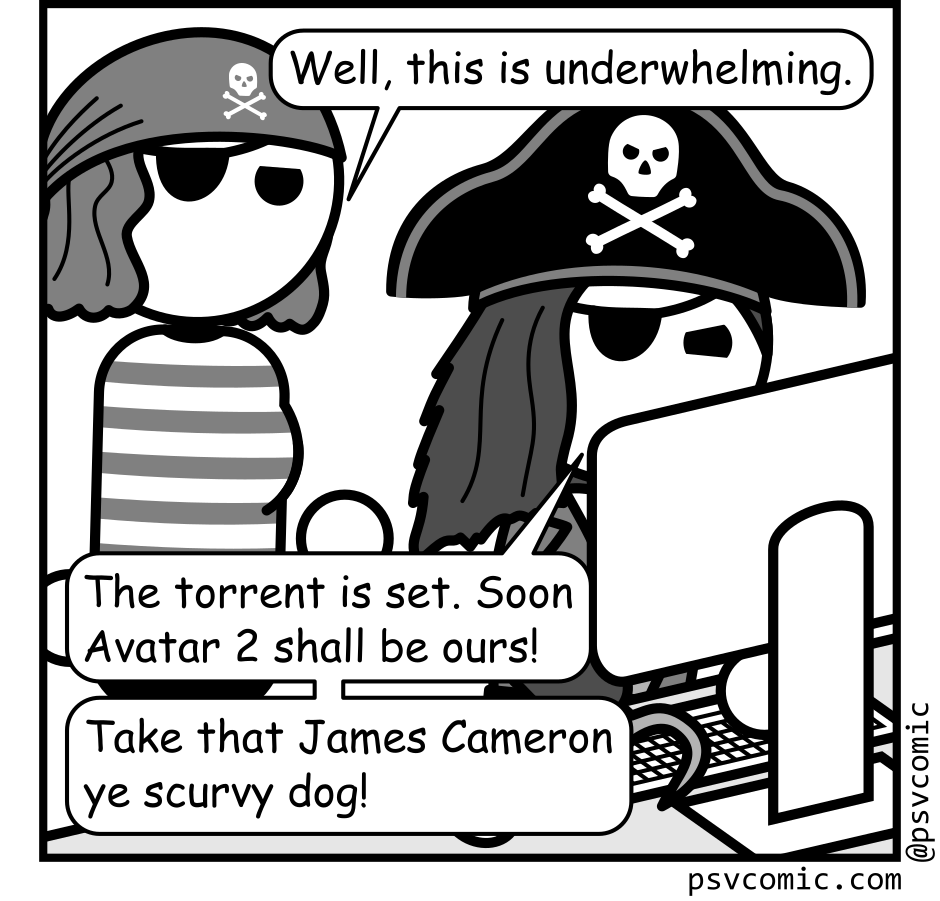 Well, this is underwhelming.
The torrent is set. Soon
Avatar 2 shall be ours!
Take that James Cameron
ye scurvy dog!
@psvcomic
psvcomic.com